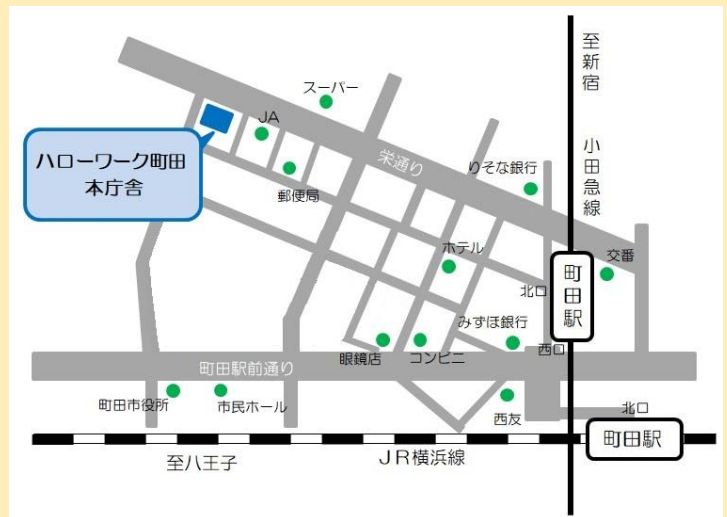 至新宿
小田急線
スーパー
JA
ハローワーク町田
本庁舎
栄通り
りそな銀行
郵便局
ホテル
交番
町田駅
北口
みずほ銀行
西口
眼鏡店
コンビニ
町田駅前通り
町田市役所
市民ホール
西友
北口
町田駅
至八王子
JR横浜線